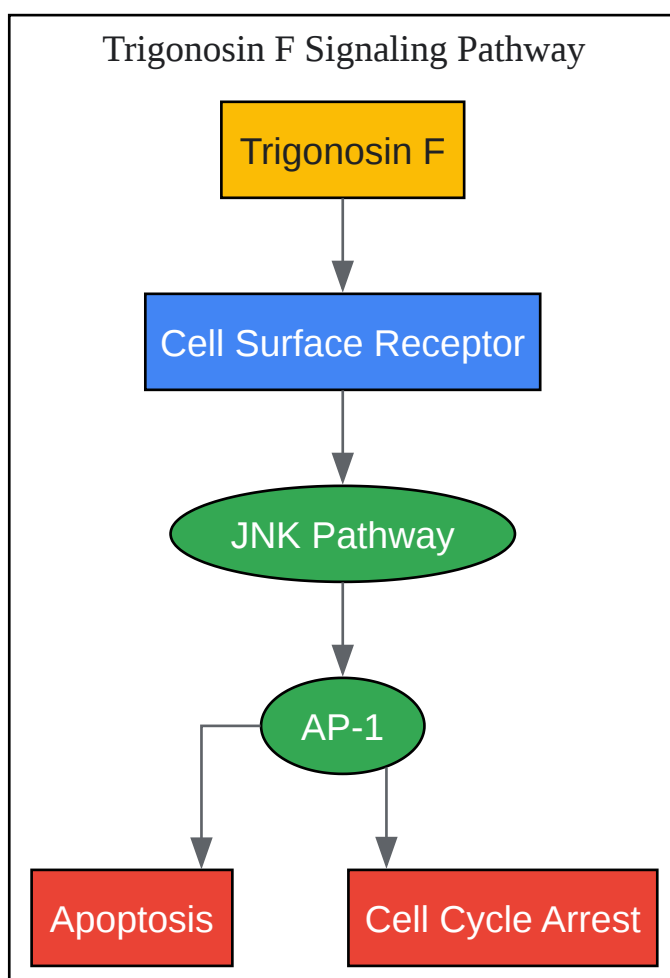 Trigonosin F Signaling Pathway
Trigonosin F
Cell Surface Receptor
JNK Pathway
AP-1
Apoptosis
Cell Cycle Arrest